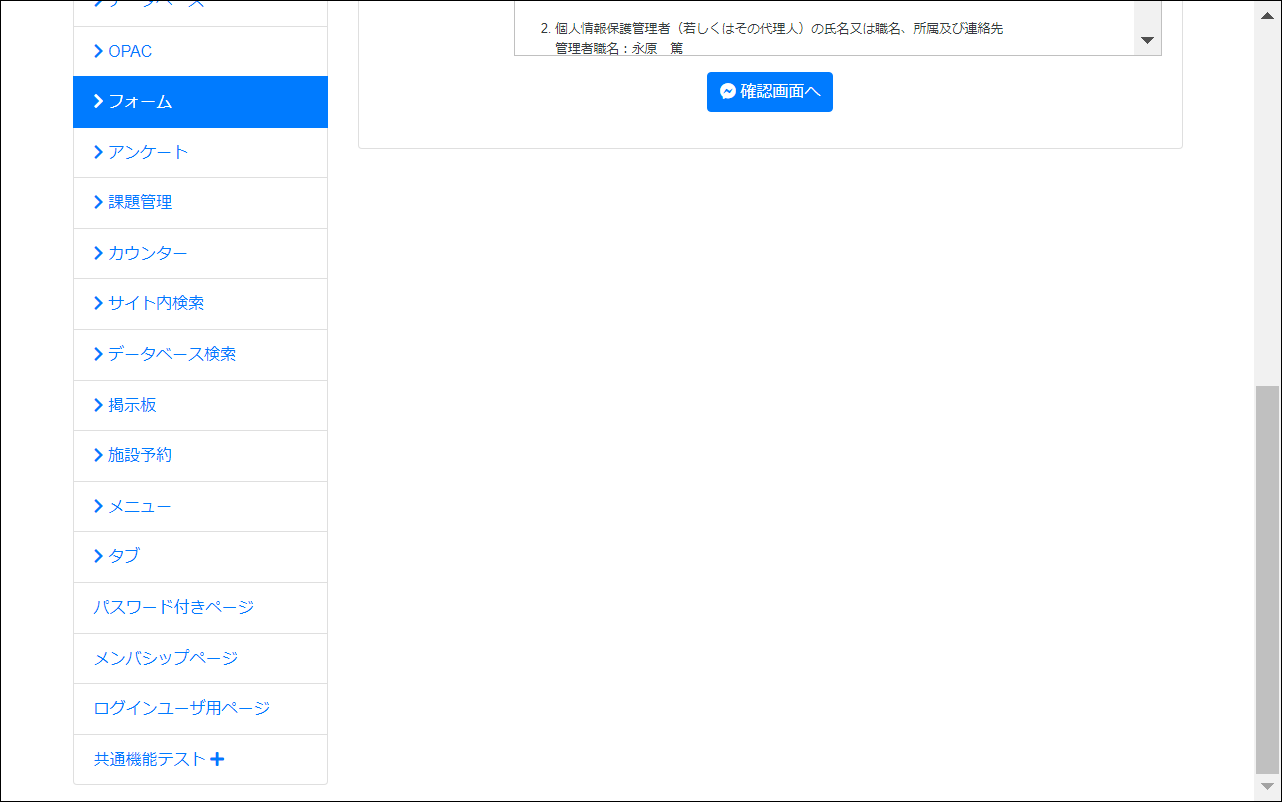 データベース
OPAC
フォーム
アンケート
課題管理
カウンター
サイト内検索
データベース検索
掲示板
施設予約
メニュー
タブ
パスワード付きページ
メンバシップページ
ログインユーザ用ページ
共通機能テスト
2. 個人情報保護管理者（若しくはその代理人）の氏名又は職名、所属及び連絡先
管理者職名：永原　篤
確認画面へ